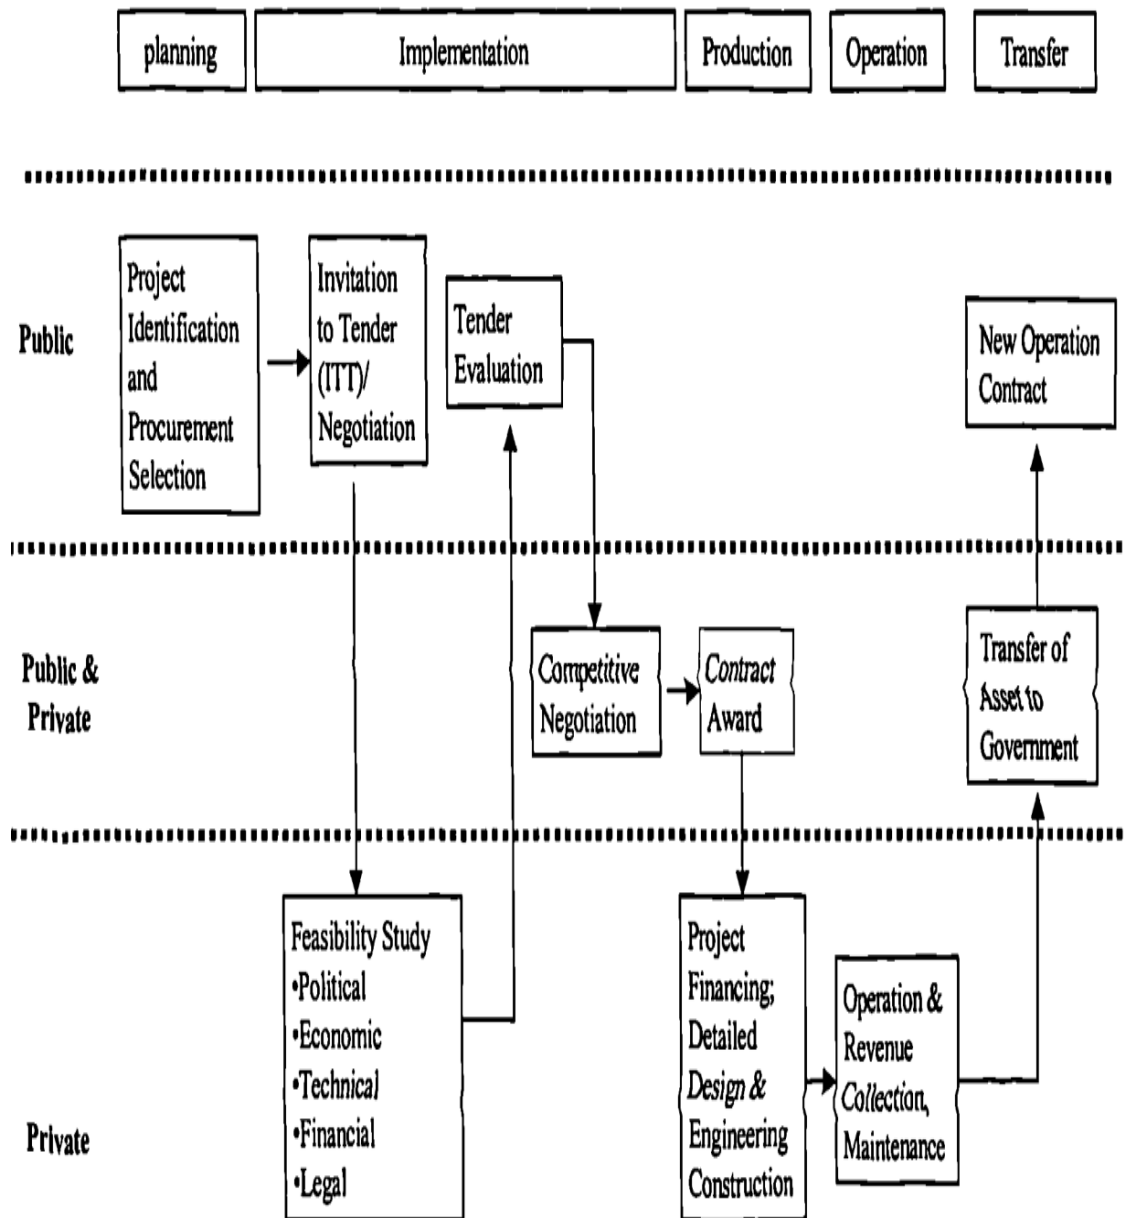 planning
Implementation
Production
Operation
Transfer
Public
Project
Identification
and
Procurement
Selection
Invitation
to Tender
(ITT)/
Negotiation
Tender
Evaluation
New Operation
Contract
Public &
Private
Competitive
Negotiation
Contract
Award
Transfer of
Asset to
Government
Private
Feasibility Study
•Political
•Economic
•Technical
•Financial
•Legal
Project
Financing;
Detailed
Design &
Engineering
Construction
Operation &
Revenue
Collection,
Maintenance